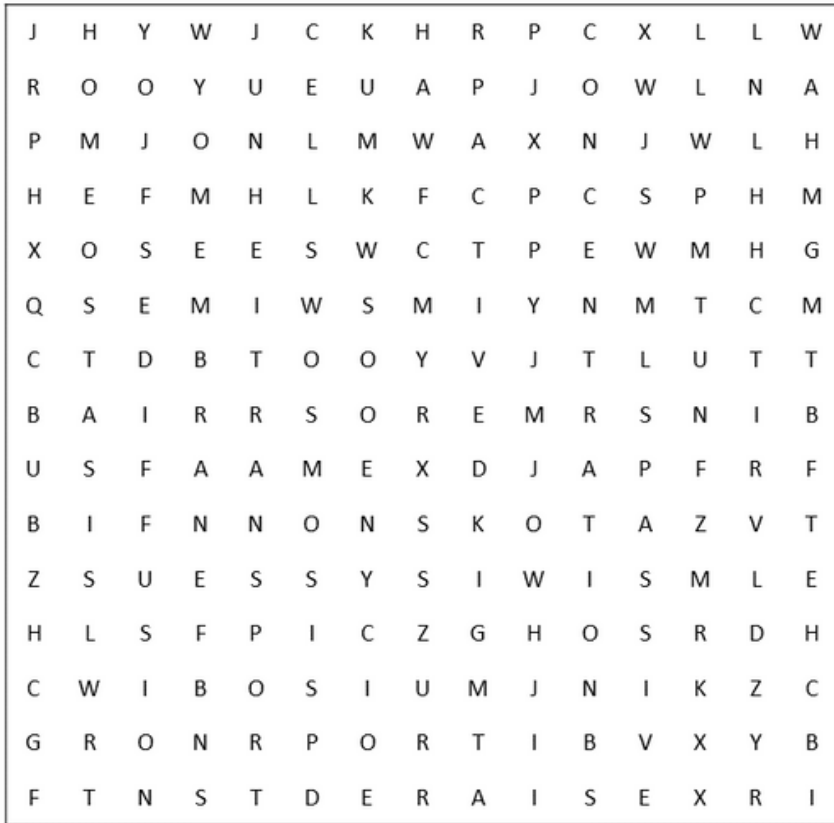 J H Y W J C K H R P C X L L W
R O O Y U E U A P J O W L N A
P M J O N L M W A X N J W L H
H E F M H L K F C P C S P H M
X O S E E S W C T P E W M H G
Q S E M I W S M I Y N M T C M
C T D B T O O Y V J T L U T T
B A I R R S O R E M R S N I B
U S F A A M E X D J A P F R F
B I F N N O N S K O T A Z V T
Z S U E S S Y S I W I S M L E
H L S F P I C Z G H O S R D H
C W I B O S I U M J N I K Z C
G R O N R P O R T I B V X Y B
F T N S T D E R A I S E X R I